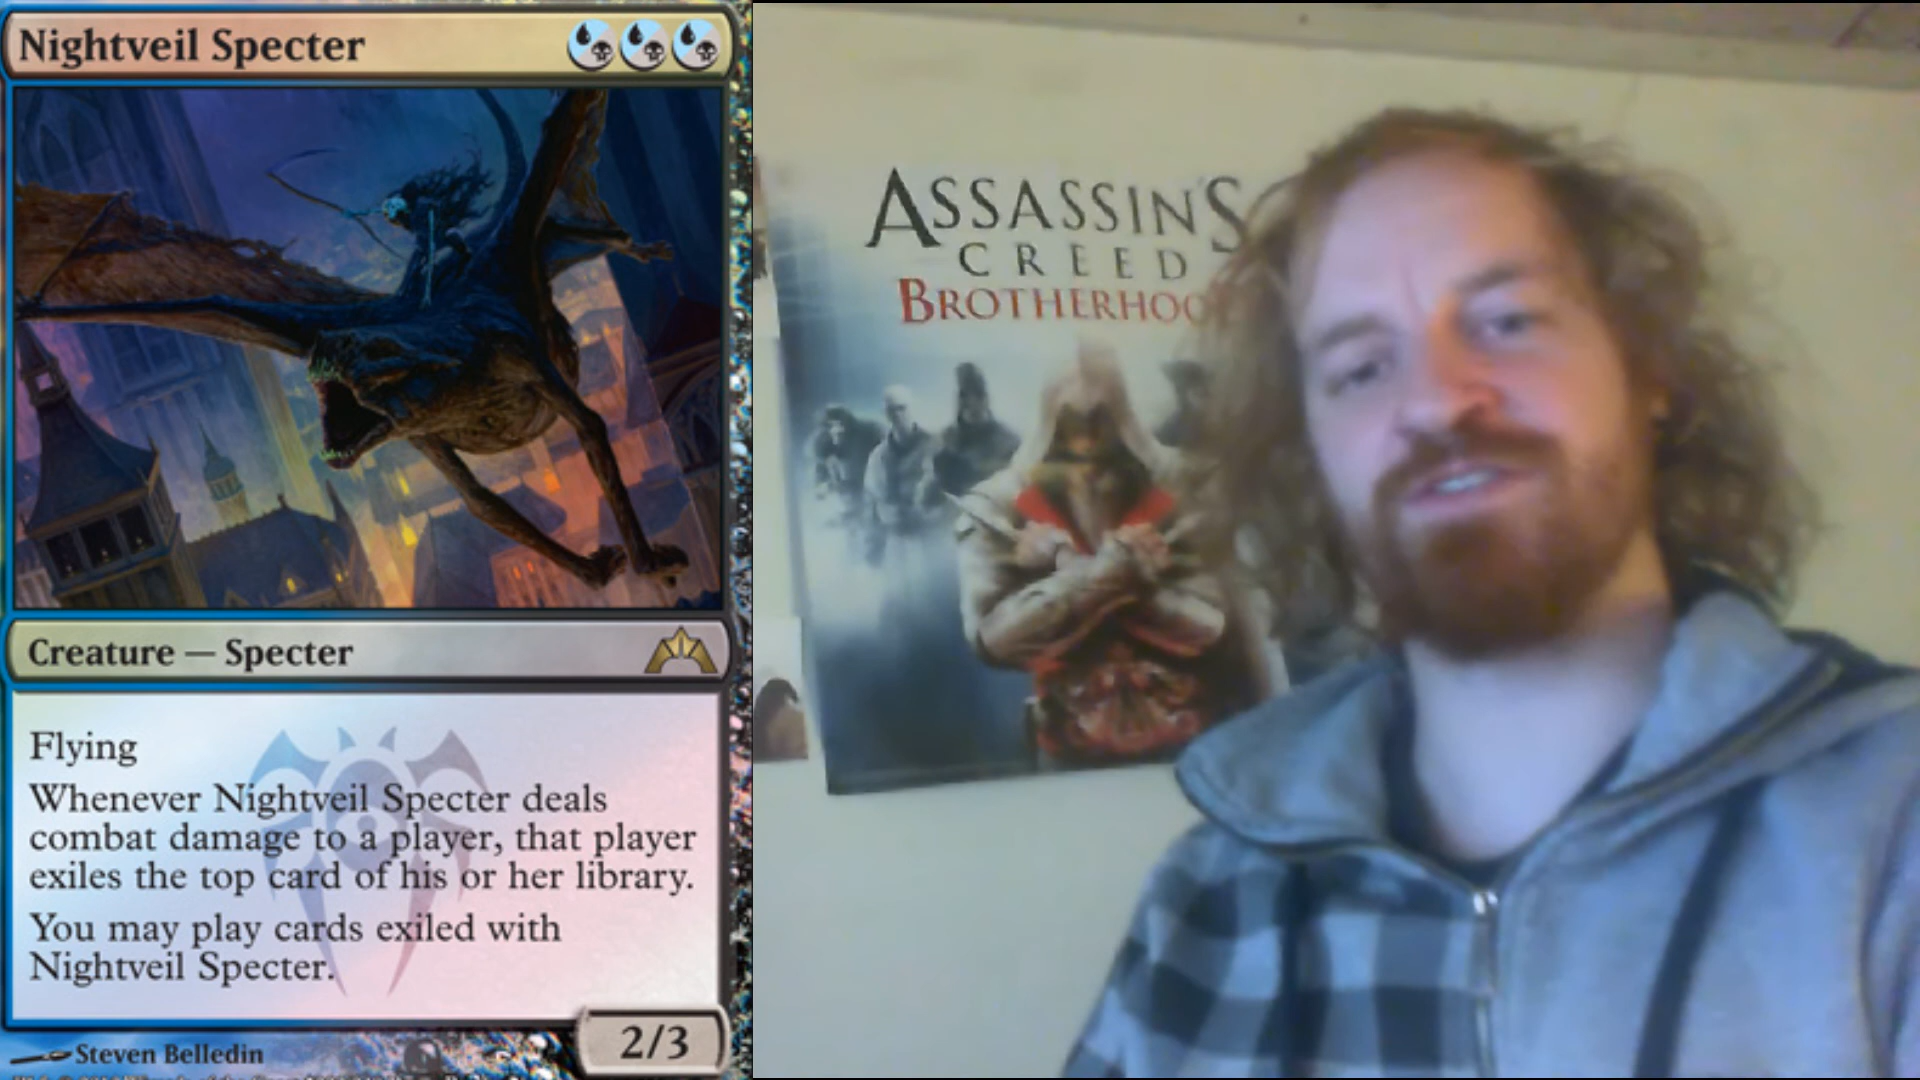 Nightveil Specter
Creature — Specter
Flying
Whenever Nightveil Specter deals
combat damage to a player, that player
exiles the top card of his or her library.
You may play cards exiled with
Nightveil Specter.
2/3
Steven Belledin
ASSASSIN'S
CREED
BROTHERHOO